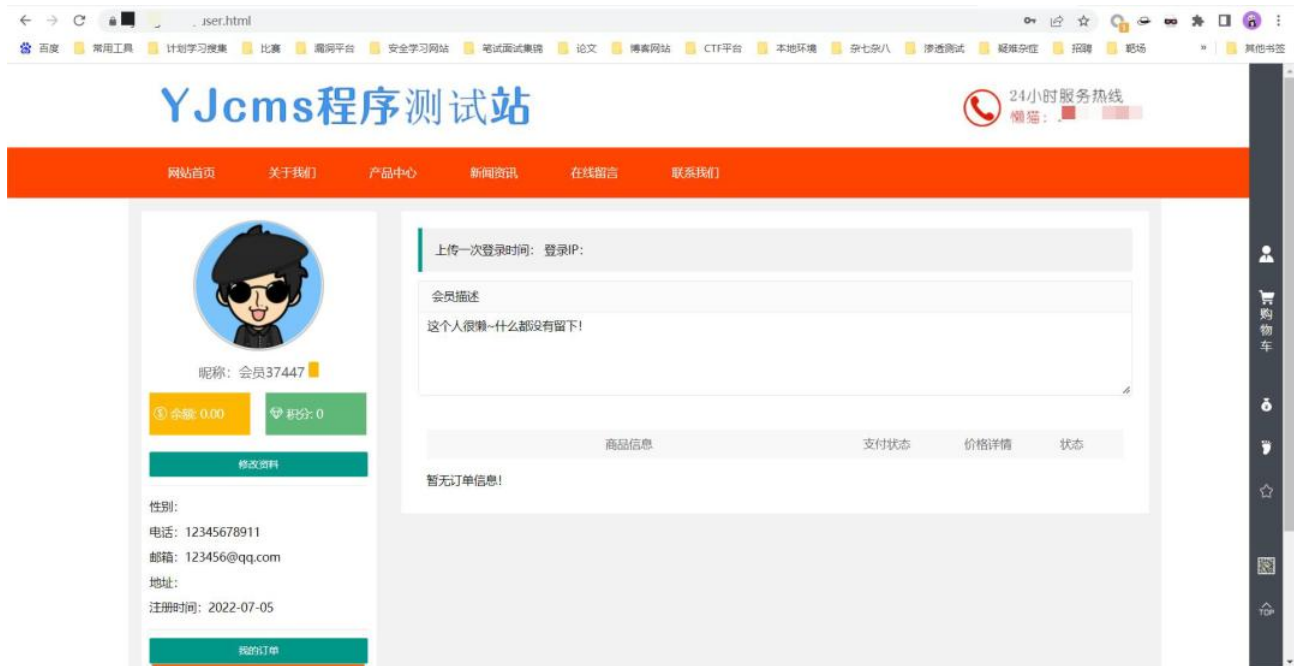 user.html
百度 常用工具 计划学习搜集 比赛 漏洞平台 安全学习网站 笔试面试集锦 论文 博客网站 CTF平台 本地环境 杂七杂八 渗透测试 疑难杂症 招聘 靶场 » 其他书签
YJcms程序测试站
24小时服务热线
懒猫:
网站首页 关于我们 产品中心 新闻资讯 在线留言 联系我们
上传一次登录时间: 登录IP:
会员描述
这个人很懒~什么都没有留下!
昵称: 会员37447
余额: 0.00 积分: 0
修改资料
商品信息 支付状态 价格详情 状态
暂无订单信息!
性别:
电话: 12345678911
邮箱: 123456@qq.com
地址:
注册时间: 2022-07-05
我的订单
购物车
TOP